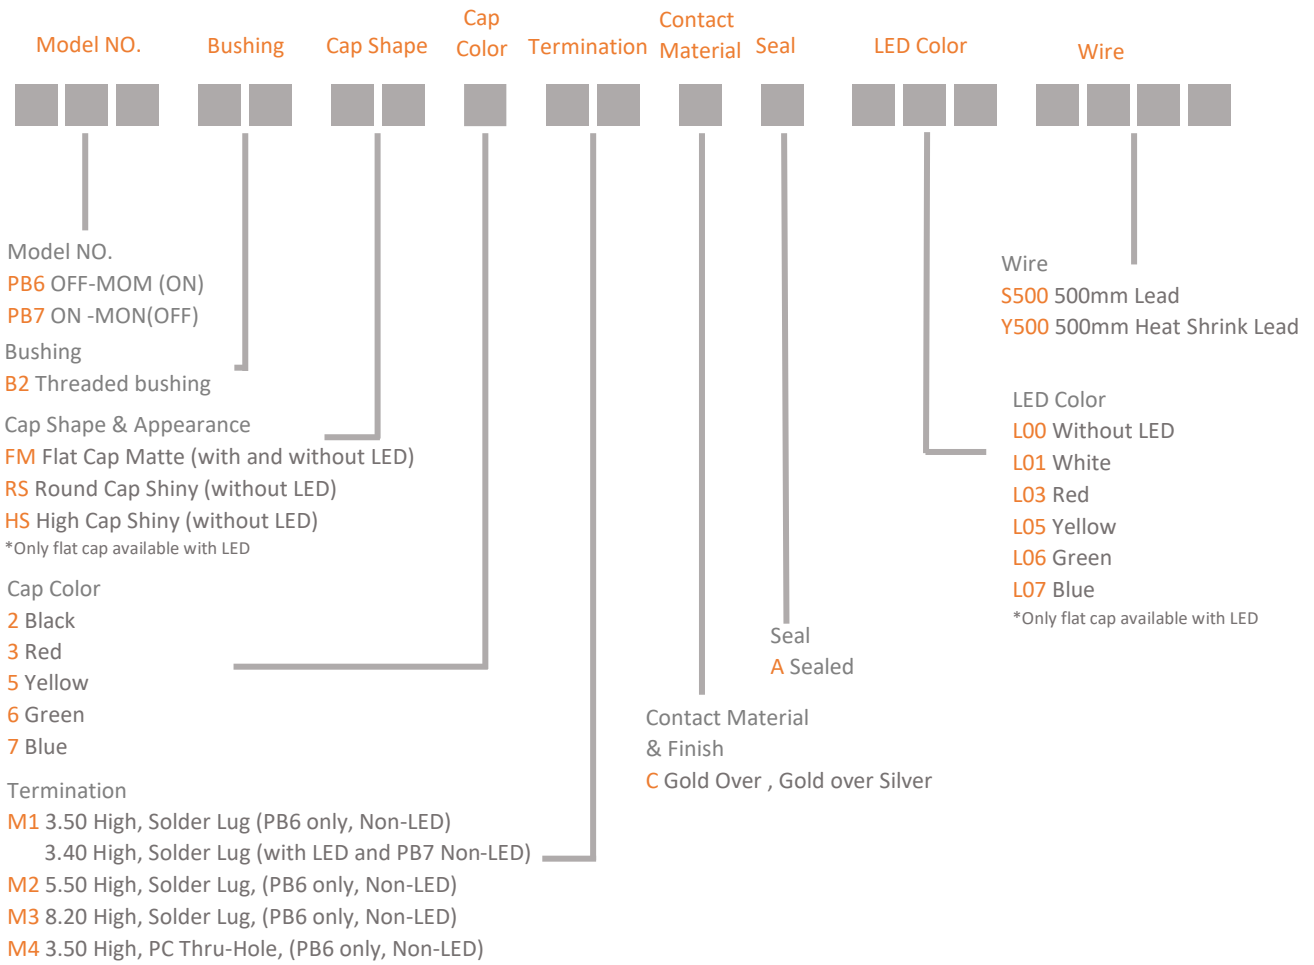 Model NO.
Bushing
Cap Shape
Cap
Color
Termination
Contact
Material
Seal
LED Color
Wire
Model NO.
PB6 OFF-MOM (ON)
PB7 ON -MON(OFF)
Bushing
B2 Threaded bushing
Cap Shape & Appearance
FM Flat Cap Matte (with and without LED)
RS Round Cap Shiny (without LED)
HS High Cap Shiny (without LED)
*Only flat cap available with LED
Cap Color
2 Black
3 Red
5 Yellow
6 Green
7 Blue
Termination
M1 3.50 High, Solder Lug (PB6 only, Non-LED)
3.40 High, Solder Lug (with LED and PB7 Non-LED)
M2 5.50 High, Solder Lug, (PB6 only, Non-LED)
M3 8.20 High, Solder Lug, (PB6 only, Non-LED)
M4 3.50 High, PC Thru-Hole, (PB6 only, Non-LED)
Contact Material
& Finish
C Gold Over , Gold over Silver
Seal
A Sealed
LED Color
L00 Without LED
L01 White
L03 Red
L05 Yellow
L06 Green
L07 Blue
*Only flat cap available with LED
Wire
S500 500mm Lead
Y500 500mm Heat Shrink Lead